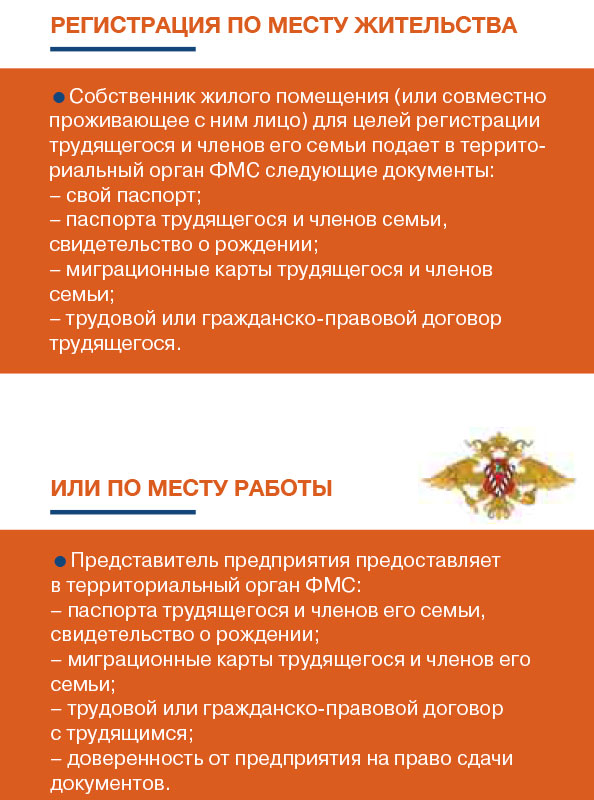 РЕГИСТРАЦИЯ ПО МЕСТУ ЖИТЕЛЬСТВА
●Собственник жилого помещения (или совместно
проживающее с ним лицо) для целей регистрации
трудящегося и членов его семьи подает в террито-
риальный орган ФМС следующие документы:
– свой паспорт;
– паспорта трудящегося и членов семьи,
свидетельство о рождении;
– миграционные карты трудящегося и членов
семьи;
– трудовой или гражданско-правовой договор
трудящегося.
ИЛИ ПО МЕСТУ РАБОТЫ
●Представитель предприятия предоставляет
в территориальный орган ФМС:
– паспорта трудящегося и членов его семьи,
свидетельство о рождении;
– миграционные карты трудящегося и членов его
семьи;
– трудовой или гражданско-правовой договор
с трудящимся;
– доверенность от предприятия на право сдачи
документов.